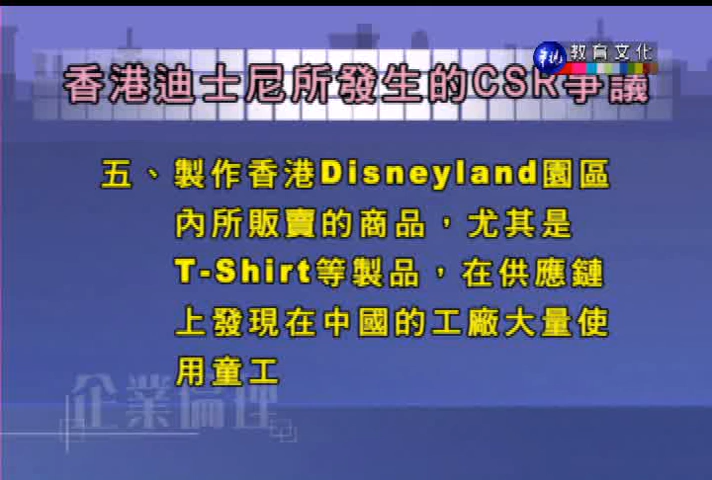 華視 教育文化
香港迪士尼所發生的CSR爭議
五、製作香港Disneyland園區
內所販賣的商品，尤其是
T-Shirt等製品，在供應鏈
上發現在中國的工廠大量使
用童工
企業倫理